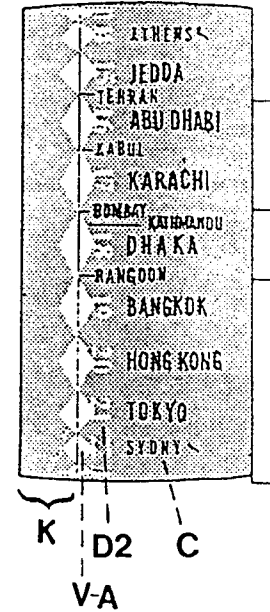 ATHENS
JEDDA
TEHRAN
ABU DHABI
KABUL
KARACHI
BOMBAY
KATHMANDU
DHAKA
RANGOON
BANGKOK
HONG KONG
TOKYO
SYDNY
K
D2
C
V-A